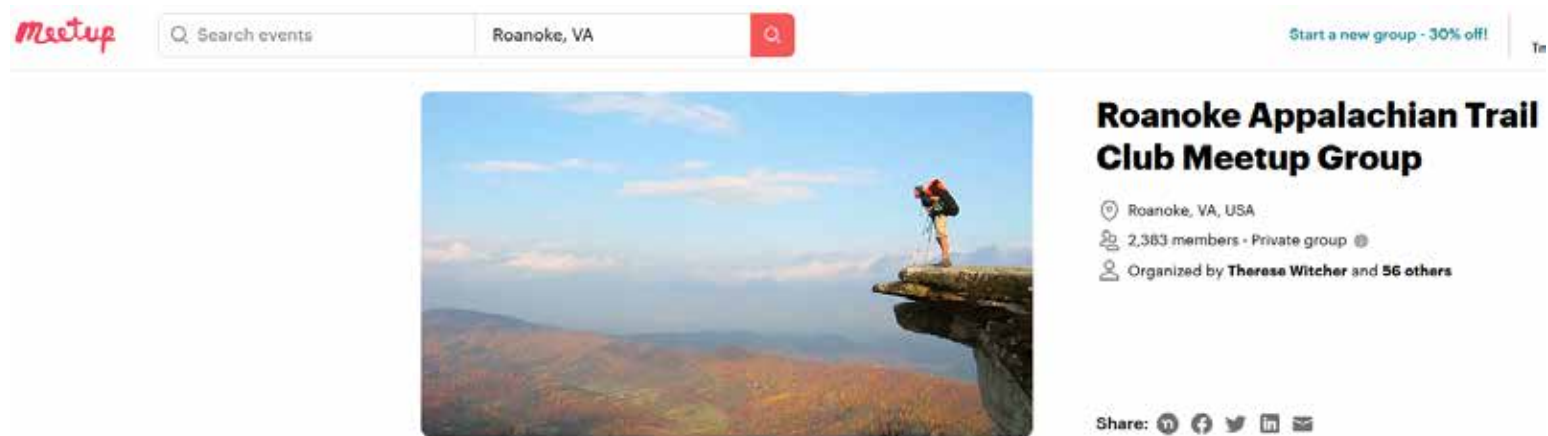 Meetup
Search events
Roanoke, VA
Start a new group - 30% off!
Roanoke Appalachian Trail
Club Meetup Group
Roanoke, VA, USA
2,383 members · Private group
Organized by Therese Witcher and 56 others
Share: